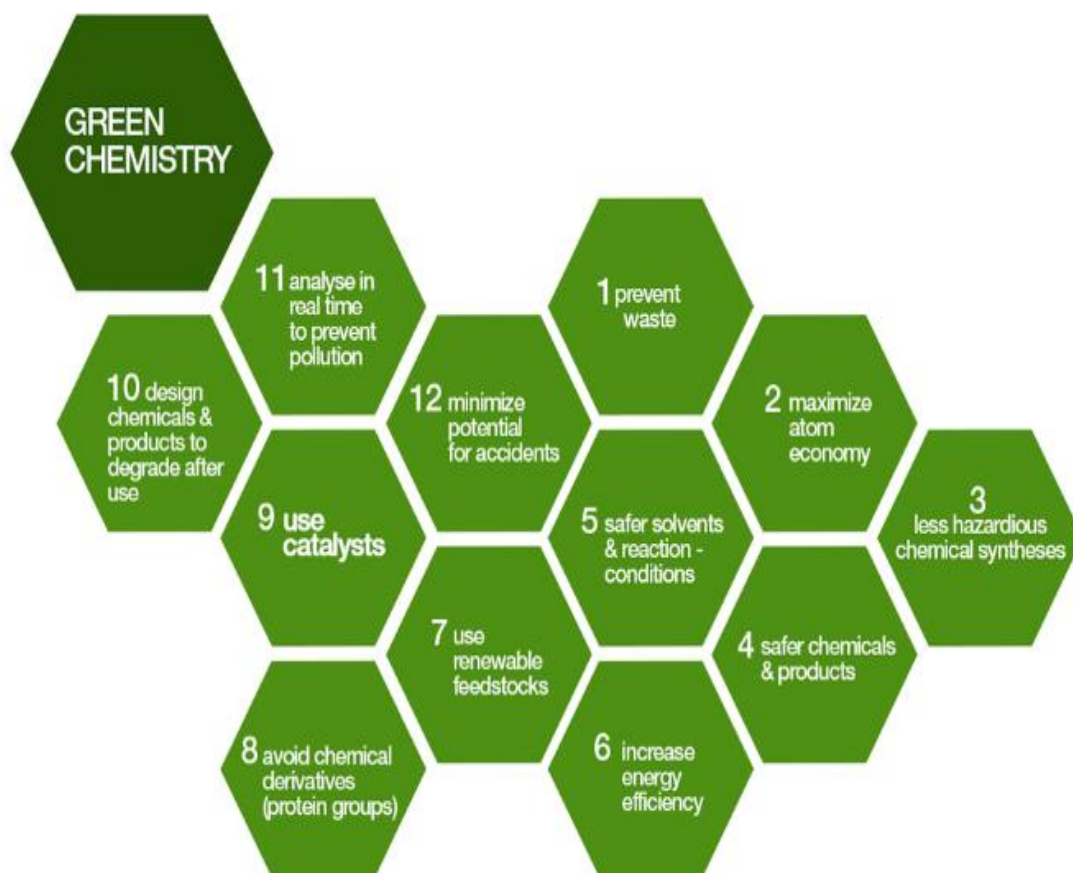 GREEN
CHEMISTRY
11 analyse in
real time
to prevent
pollution
1 prevent
waste
10 design
chemicals &
products to
degrade after
use
12 minimize
potential
for accidents
2 maximize
atom
economy
9 use
catalysts
5 safer solvents
& reaction -
conditions
3
less hazardious
chemical syntheses
7 use
renewable
feedstocks
4 safer chemicals
& products
8 avoid chemical
derivatives
(protein groups)
6 increase
energy
efficiency